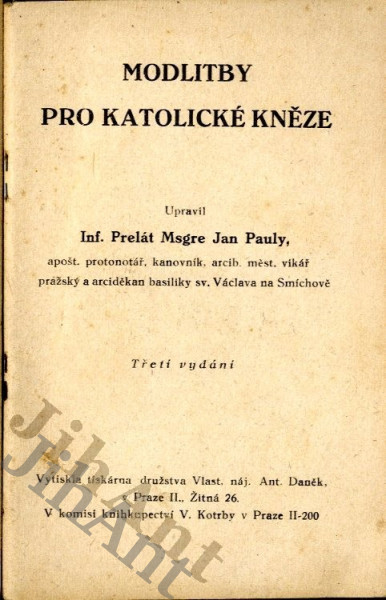 MODLITBY
PRO KATOLICKÉ KNĚZE
Upravil
Inf. Prelát Msgre Jan Pauly,
apošt. protonotář, kanovník, arcib. měst. vikář
pražský a arciděkan basiliky sv. Václava na Smíchově
Třetí vydání
Vytiskla tiskárna družstva Vlast. náj. Ant. Daněk,
v Praze II., Žitná 26.
V komisi knihkupectví V. Kotrby v Praze II-200
JihAnt
JihAnt